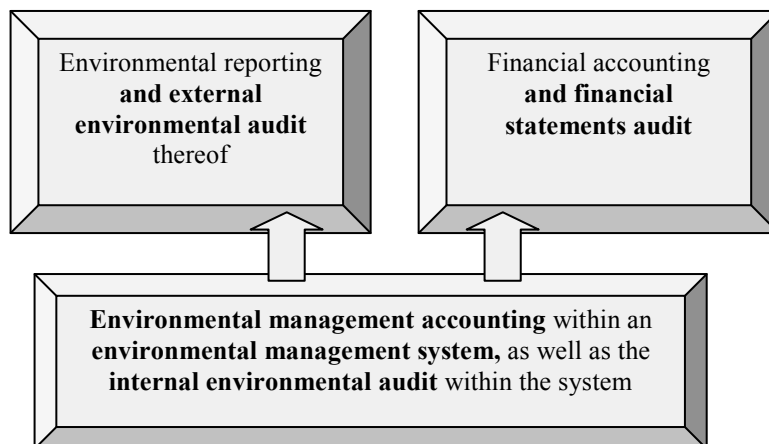 Environmental reporting
and external
environmental audit
thereof
Financial accounting
and financial
statements audit
Environmental management accounting within an
environmental management system, as well as the
internal environmental audit within the system